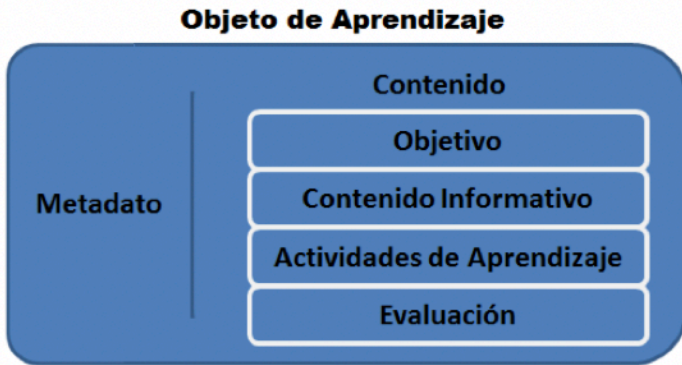 Objeto de Aprendizaje
Metadato
Contenido
Objetivo
Contenido Informativo
Actividades de Aprendizaje
Evaluación